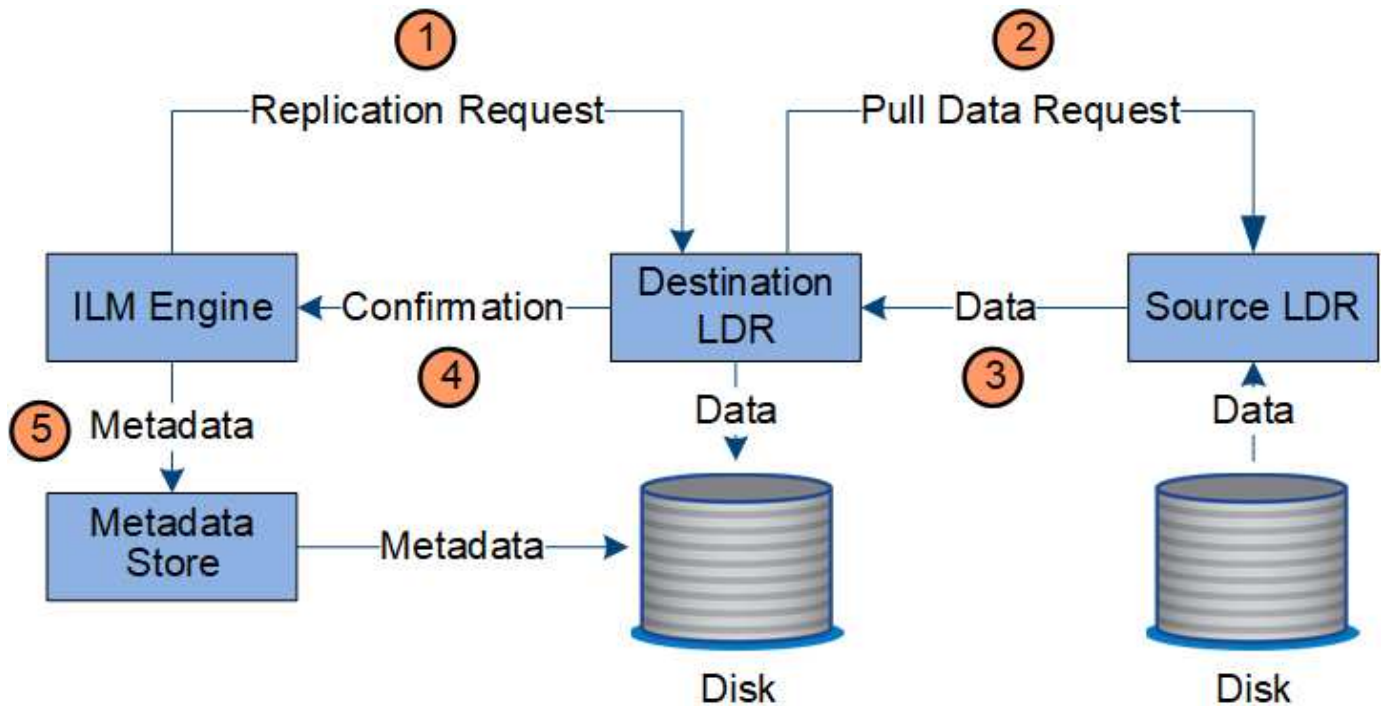 1
2
Replication Request
Pull Data Request
ILM Engine
Confirmation
Destination
LDR
Data
Source LDR
4
3
5
Metadata
Data
Data
Metadata
Store
Metadata
Disk
Disk